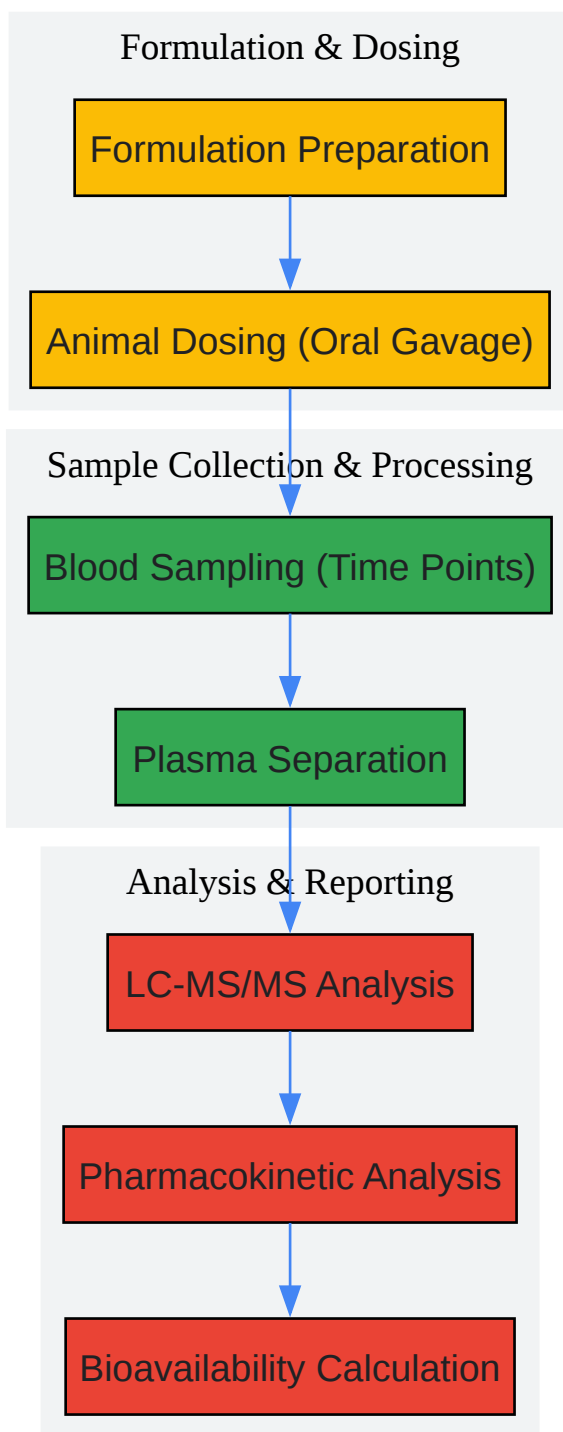 Formulation & Dosing
Formulation Preparation
Animal Dosing (Oral Gavage)
Sample Collection & Processing
Blood Sampling (Time Points)
Plasma Separation
Analysis & Reporting
LC-MS/MS Analysis
Pharmacokinetic Analysis
Bioavailability Calculation